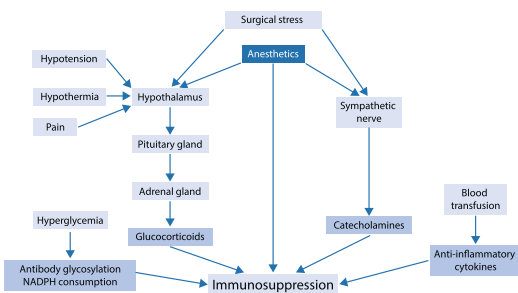 Surgical stress
Anesthetics
Hypotension
Hypothermia
Hypothalamus
Sympathetic
nerve
Pain
Pituitary gland
Adrenal gland
Blood
transfusion
Hyperglycemia
Glucocorticoids
Catecholamines
Antibody glycosylation
NADPH consumption
Anti-inflammatory
cytokines
Immunosuppression